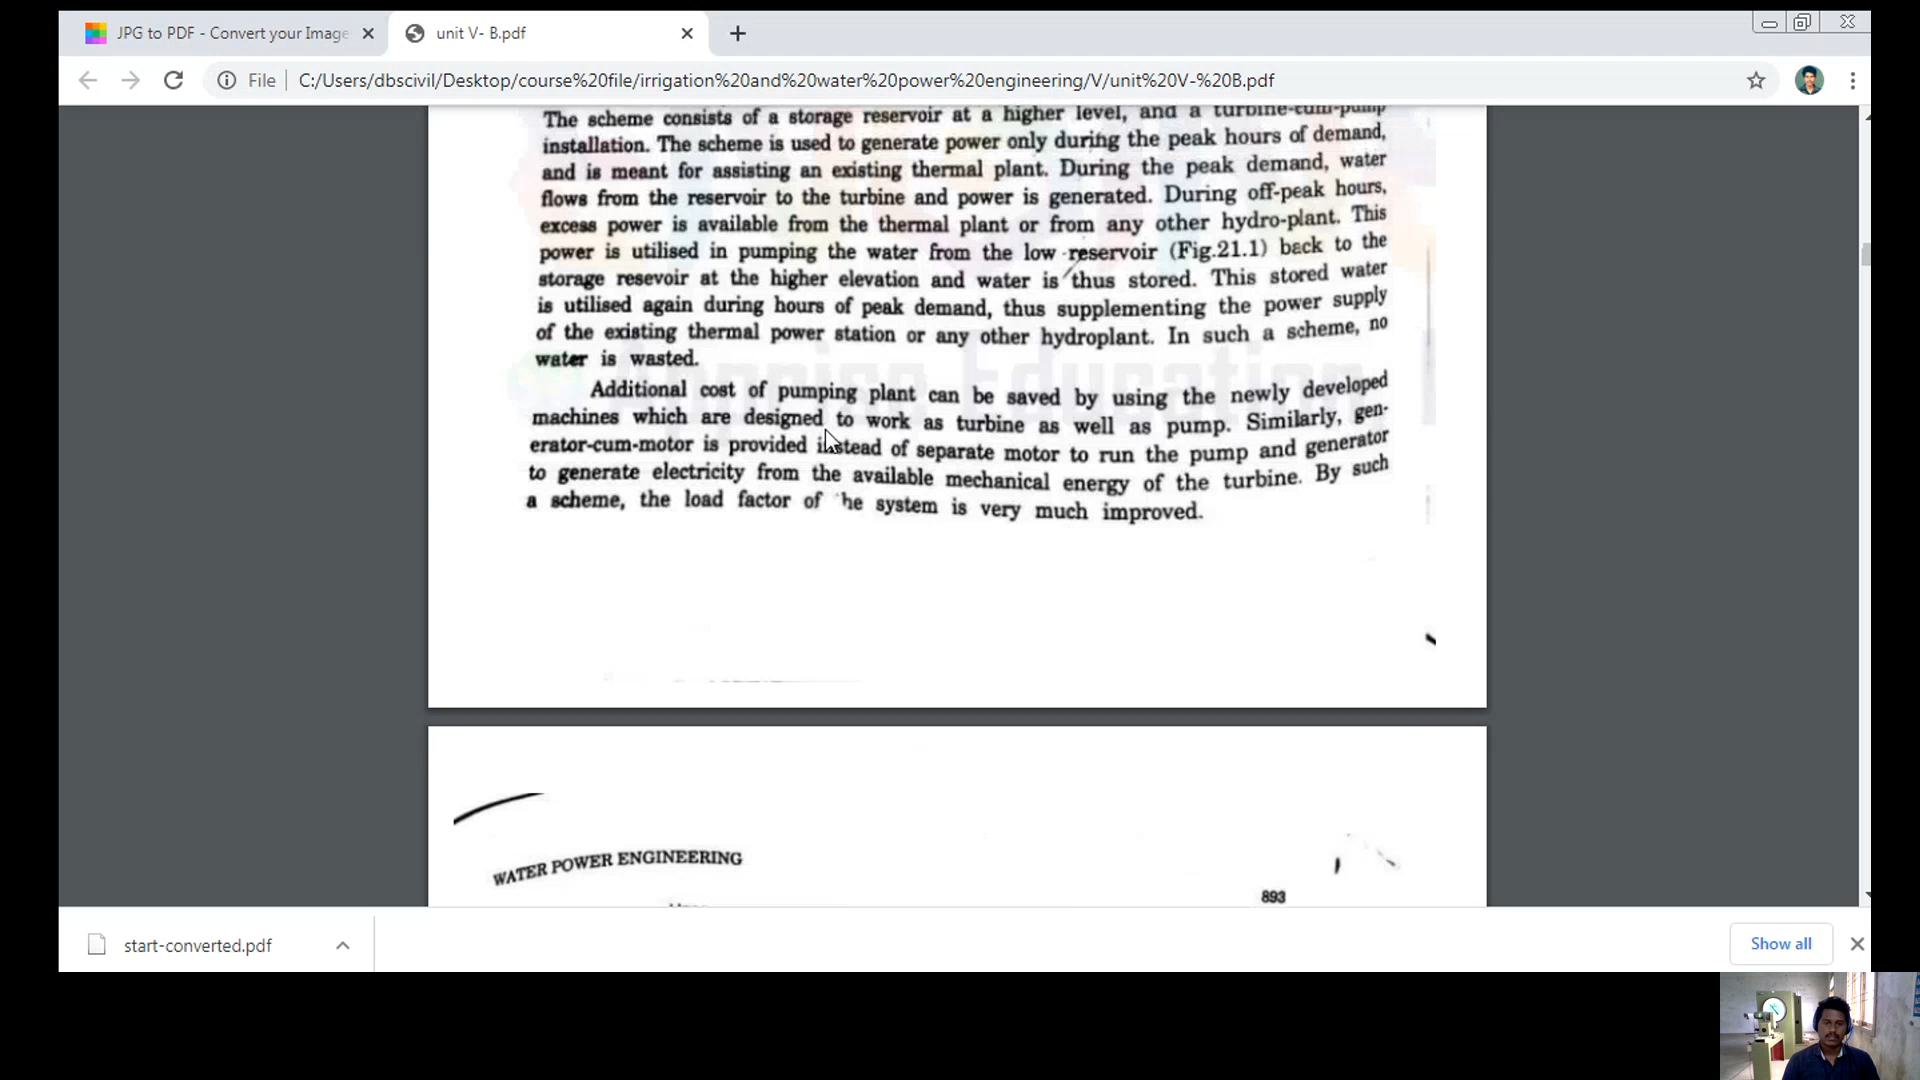 JPG to PDF - Convert your Image
unit V- B.pdf
File
C:/Users/dbscivil/Desktop/course%20file/irrigation%20and%20water%20power%20engineering/V/unit%20V-%20B.pdf
The scheme consists of a storage reservoir at a higher level, and a turbine-cum-pump
installation. The scheme is used to generate power only during the peak hours of demand,
and is meant for assisting an existing thermal plant. During the peak demand, water
flows from the reservoir to the turbine and power is generated. During off-peak hours,
excess power is available from the thermal plant or from any other hydro-plant. This
power is utilised in pumping the water from the low reservoir (Fig.21.1) back to the
storage resevoir at the higher elevation and water is thus stored. This stored water
is utilised again during hours of peak demand, thus supplementing the power supply
of the existing thermal power station or any other hydroplant. In such a scheme, no
water is wasted.
Additional cost of pumping plant can be saved by using the newly developed
machines which are designed to work as turbine as well as pump. Similarly, gen-
erator-cum-motor is provided instead of separate motor to run the pump and generator
to generate electricity from the available mechanical energy of the turbine. By such
a scheme, the load factor of he system is very much improved.
WATER POWER ENGINEERING
893
start-converted.pdf
Show all